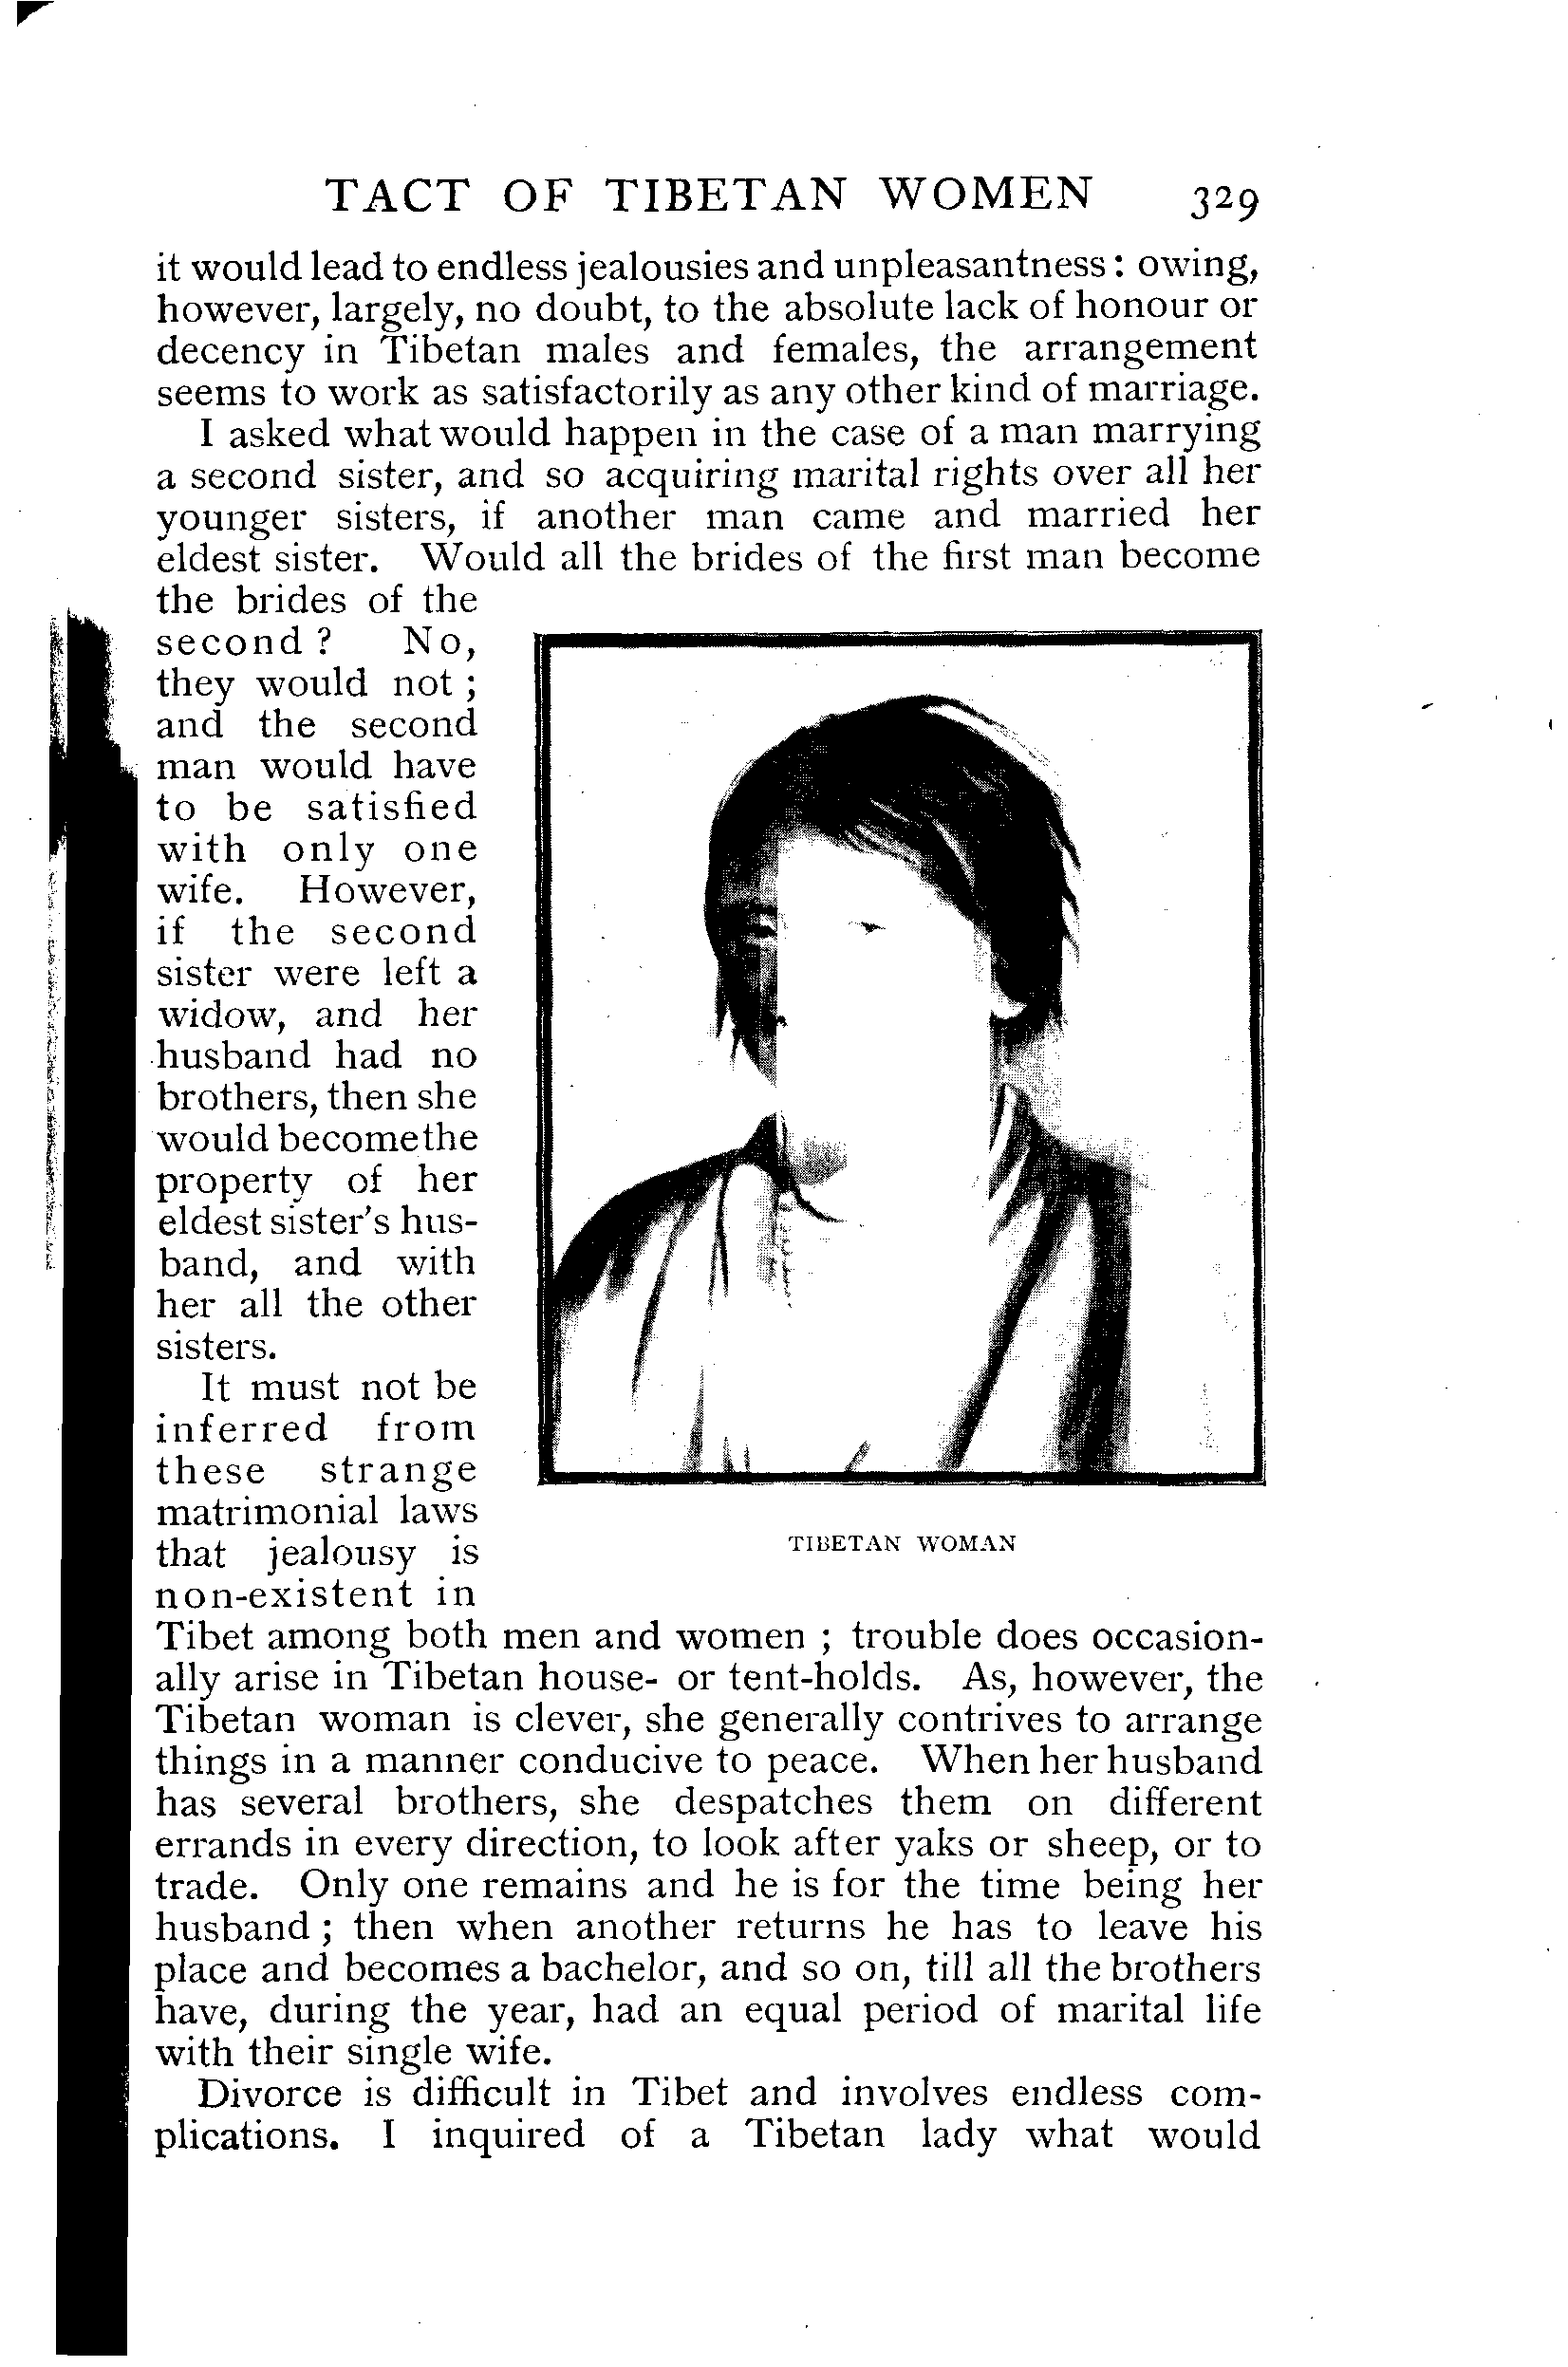 TACT OF TIBETAN WOMEN 329
it would lead to endless jealousies and unpleasantness: owing,
however, largely, no doubt, to the absolute lack of honour or
decency in Tibetan males and females, the arrangement
seems to work as satisfactorily as any other kind of marriage.
I asked what would happen in the case of a man marrying
a second sister, and so acquiring marital rights over all her
younger sisters, if another man came and married her
eldest sister. Would all the brides of the first man become
the brides of the
second? No,
they would not;
and the second
man would have
to be satisfied
with only one
wife. However,
if the second
sister were left a
widow, and her
husband had no
brothers, then she
would become the
property of her
eldest sister's hus-
band, and with
her all the other
sisters.
It must not be
inferred from
these strange
matrimonial laws
that jealousy is
non-existent in
TIBETAN WOMAN
Tibet among both men and women; trouble does occasion-
ally arise in Tibetan house- or tent-holds. As, however, the
Tibetan woman is clever, she generally contrives to arrange
things in a manner conducive to peace. When her husband
has several brothers, she despatches them on different
errands in every direction, to look after yaks or sheep, or to
trade. Only one remains and he is for the time being her
husband; then when another returns he has to leave his
place and becomes a bachelor, and so on, till all the brothers
have, during the year, had an equal period of marital life
with their single wife.
Divorce is difficult in Tibet and involves endless com-
plications. I inquired of a Tibetan lady what would